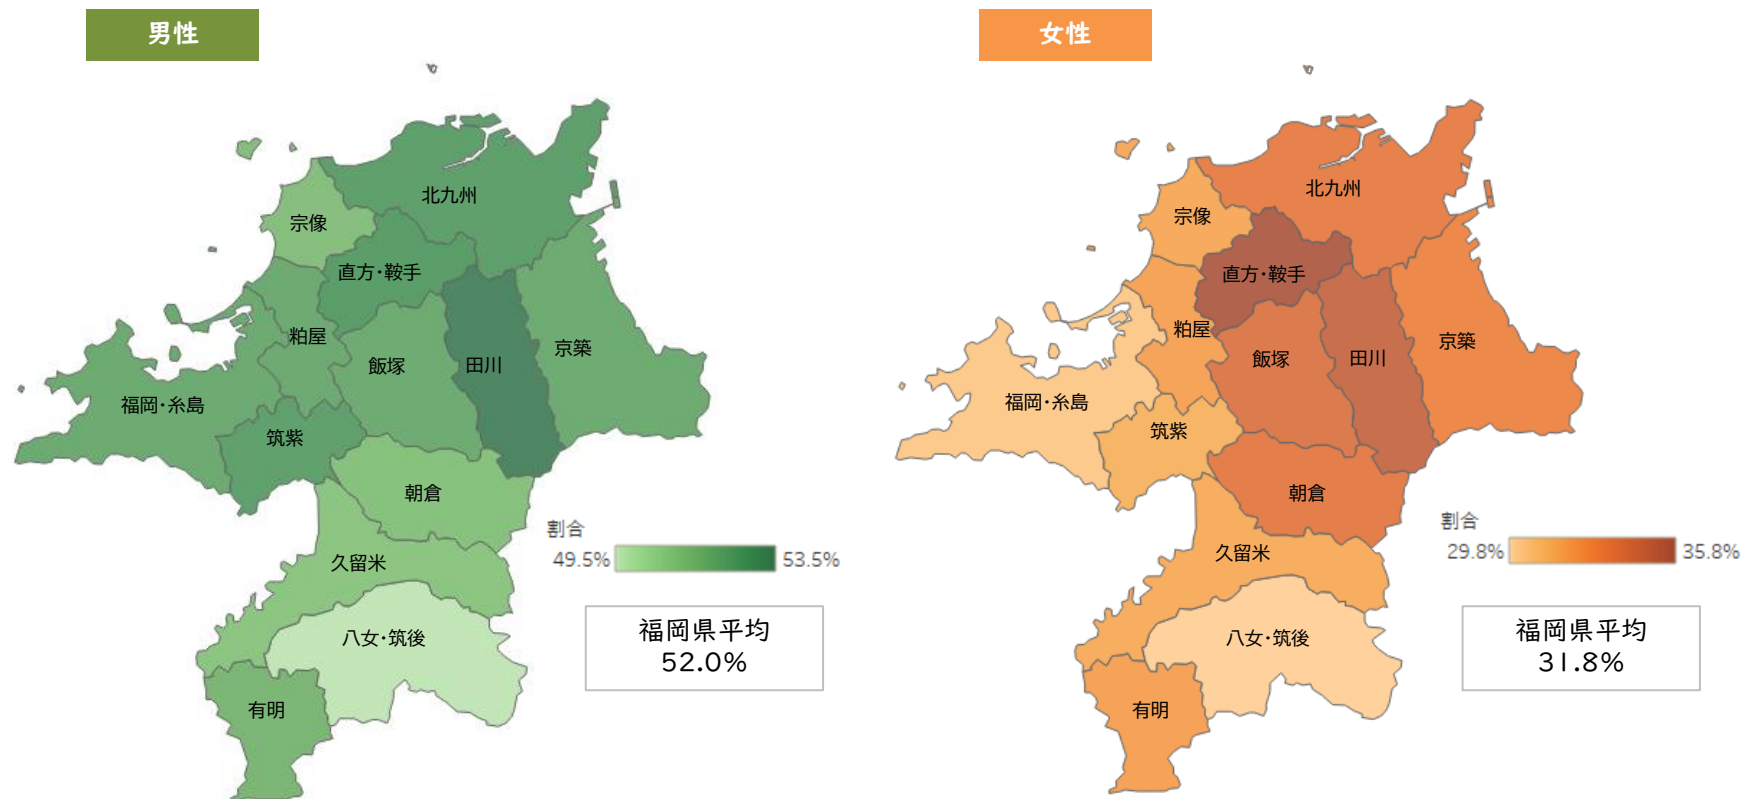 男性
北九州
宗像
直方・鞍手
粕屋
京築
飯塚
田川
福岡・糸島
筑紫
朝倉
割合
49.5%
53.5%
久留米
福岡県平均
52.0%
八女・筑後
有明
女性
北九州
宗像
直方・鞍手
粕屋
京築
飯塚
田川
福岡・糸島
筑紫
朝倉
割合
29.8%
35.8%
久留米
福岡県平均
31.8%
八女・筑後
有明